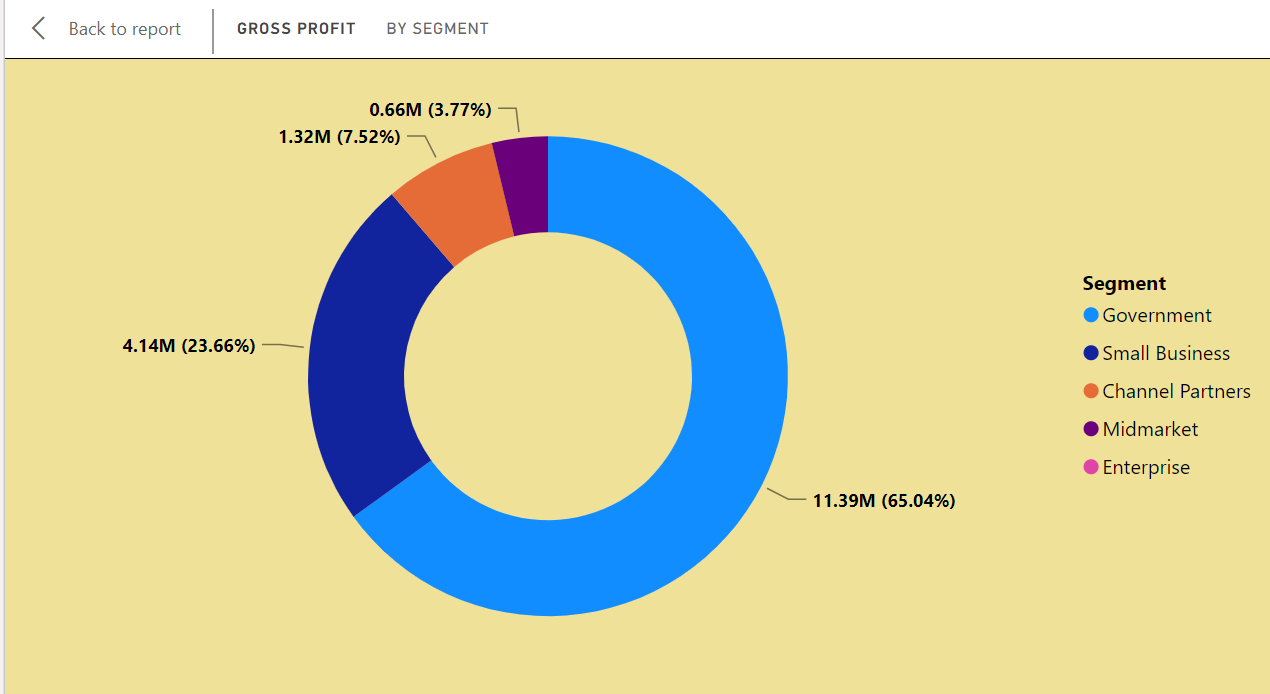 Back to report
GROSS PROFIT
BY SEGMENT
0.66M (3.77%)
1.32M (7.52%)
4.14M (23.66%)
11.39M (65.04%)
Segment
Government
Small Business
Channel Partners
Midmarket
Enterprise